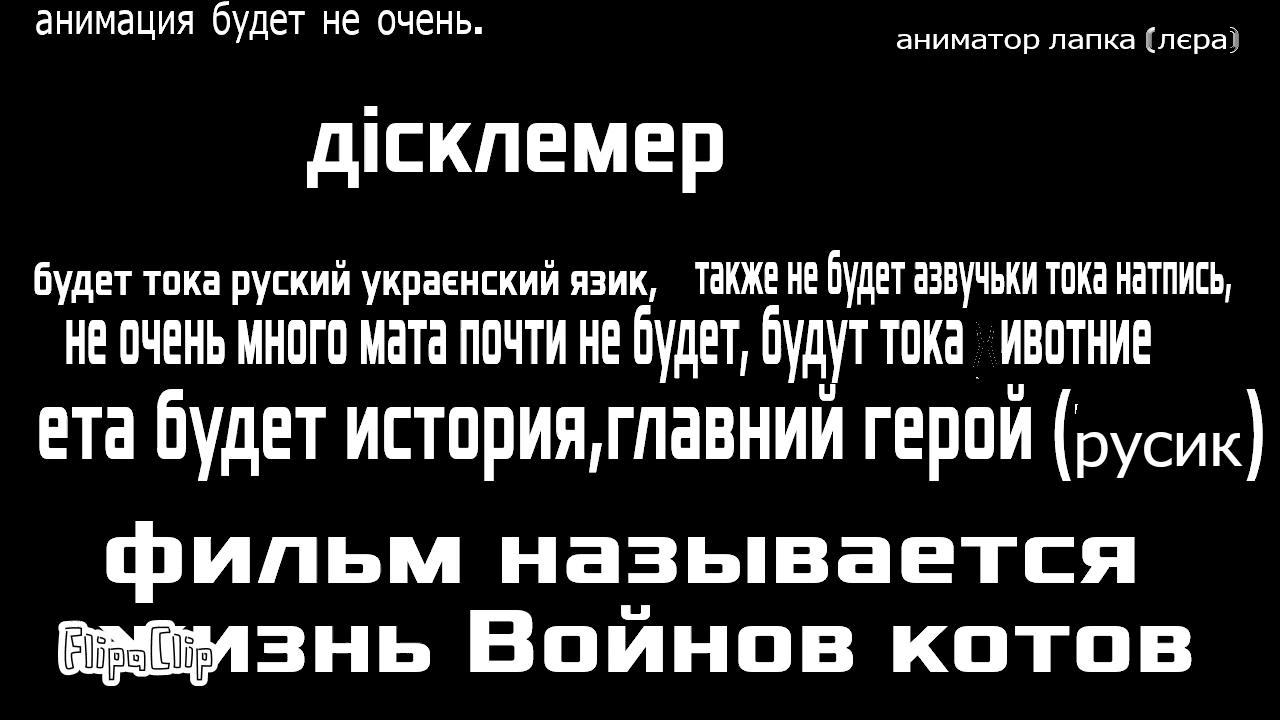 анимация будет не очень.
аниматор лапка (лєра)
дісклемер
будет тока руский украєнский язик, также не будет азвучьки тока натпись,
не очень много мата почти не будет, будут тока животние
ета будет история,главний герой (русик)
фильм называется
жизнь Войнов котов
FlipaClip